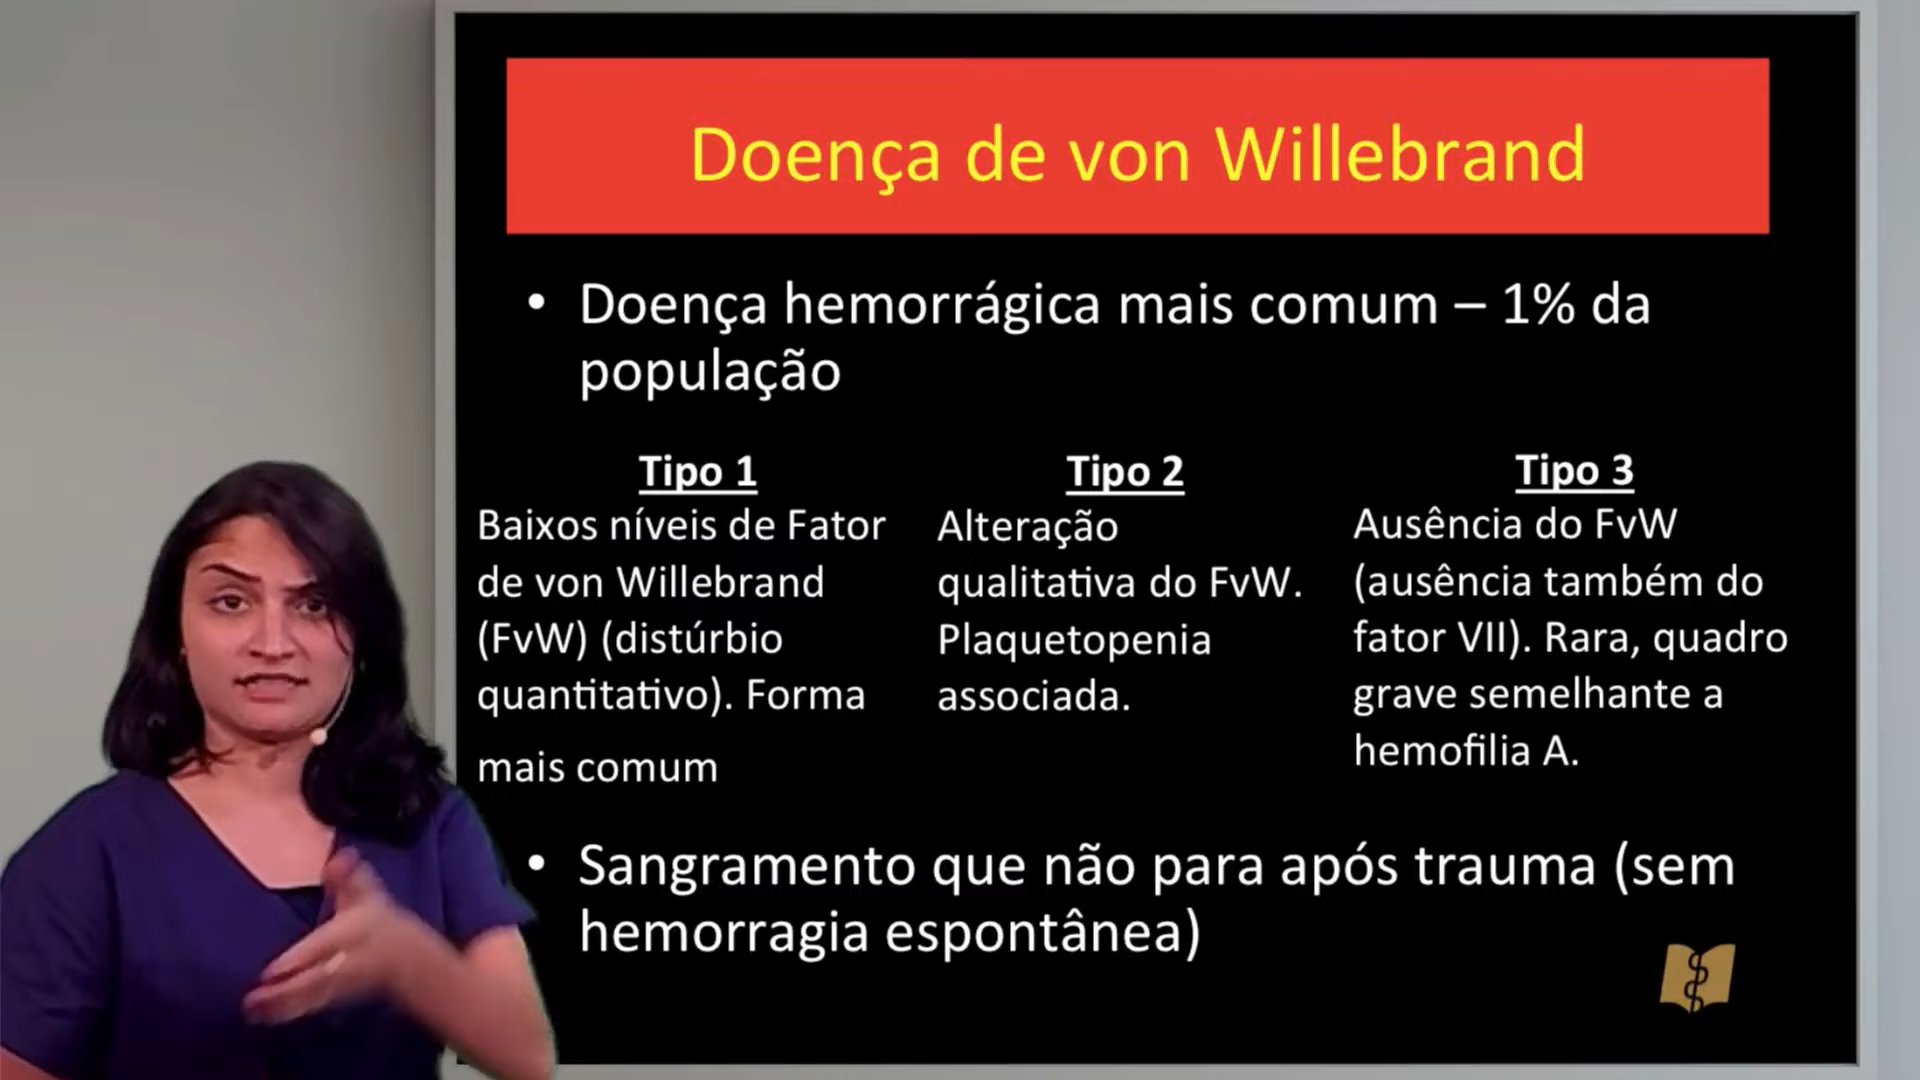 Doença de von Willebrand
• Doença hemorrágica mais comum – 1% da
população
Tipo 1
Baixos níveis de Fator
de von Willebrand
(FvW) (distúrbio
quantitativo). Forma
mais comum
Tipo 2
Alteração
qualitativa do FvW.
Plaquetopenia
associada.
Tipo 3
Ausência do FvW
(ausência também do
fator VII). Rara, quadro
grave semelhante a
hemofilia A.
• Sangramento que não para após trauma (sem
hemorragia espontânea)